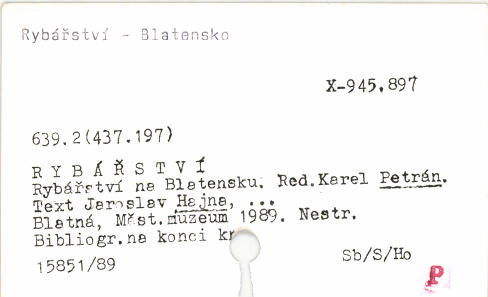 Rybářství - Blatensko
X-945.897
639.2(437.197)
R Y B Á Ř S T V Í
Rybářství na Blatensku. Red.Karel Petrán.
Text Jaroslav Hajna, ...
Blatná, Měst.muzeum 1989. Nestr.
Bibliogr.na konci
15851/89
Sb/S/Ho
P